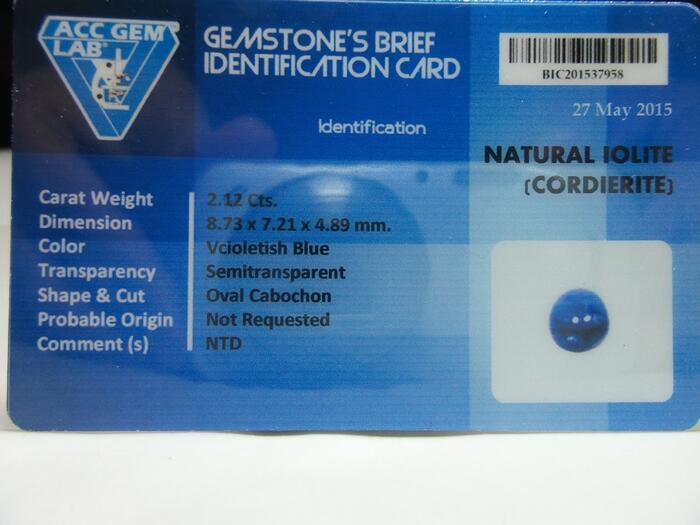 ACC GEM
LAB®
GEMSTONE'S BRIEF
IDENTIFICATION CARD
BIC201537958
27 May 2015
Identification
NATURAL IOLITE
(CORDIERITE)
Carat Weight 2.12 Cts.
Dimension 8.73 x 7.21 x 4.89 mm.
Color Vcioletish Blue
Transparency Semitransparent
Shape & Cut Oval Cabochon
Probable Origin Not Requested
Comment (s) NTD